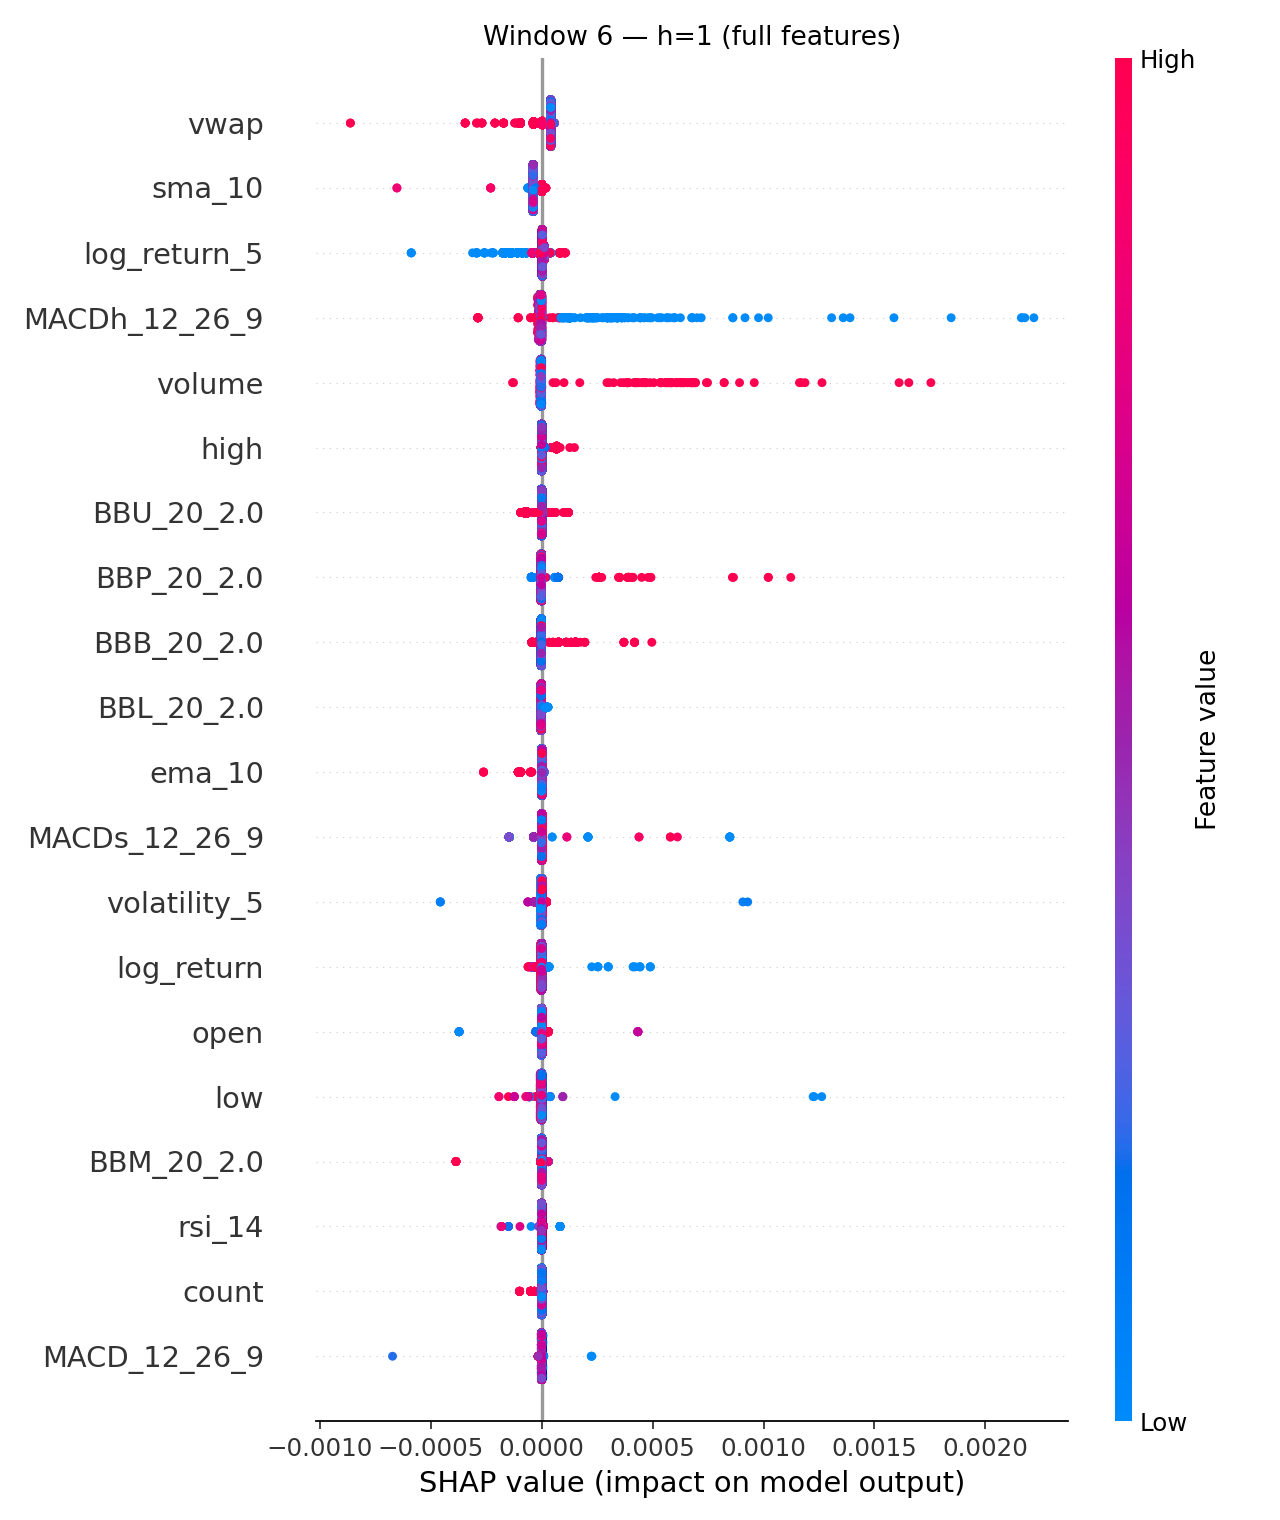 Window 6 — h=1 (full features)
High
vwap
sma_10
log_return_5
MACDh_12_26_9
volume
high
BBU_20_2.0
BBP_20_2.0
BBB_20_2.0
BBL_20_2.0
ema_10
MACDs_12_26_9
volatility_5
log_return
open
low
BBM_20_2.0
rsi_14
count
MACD_12_26_9
Feature value
Low
−0.0010 −0.0005 0.0000 0.0005 0.0010 0.0015 0.0020
SHAP value (impact on model output)